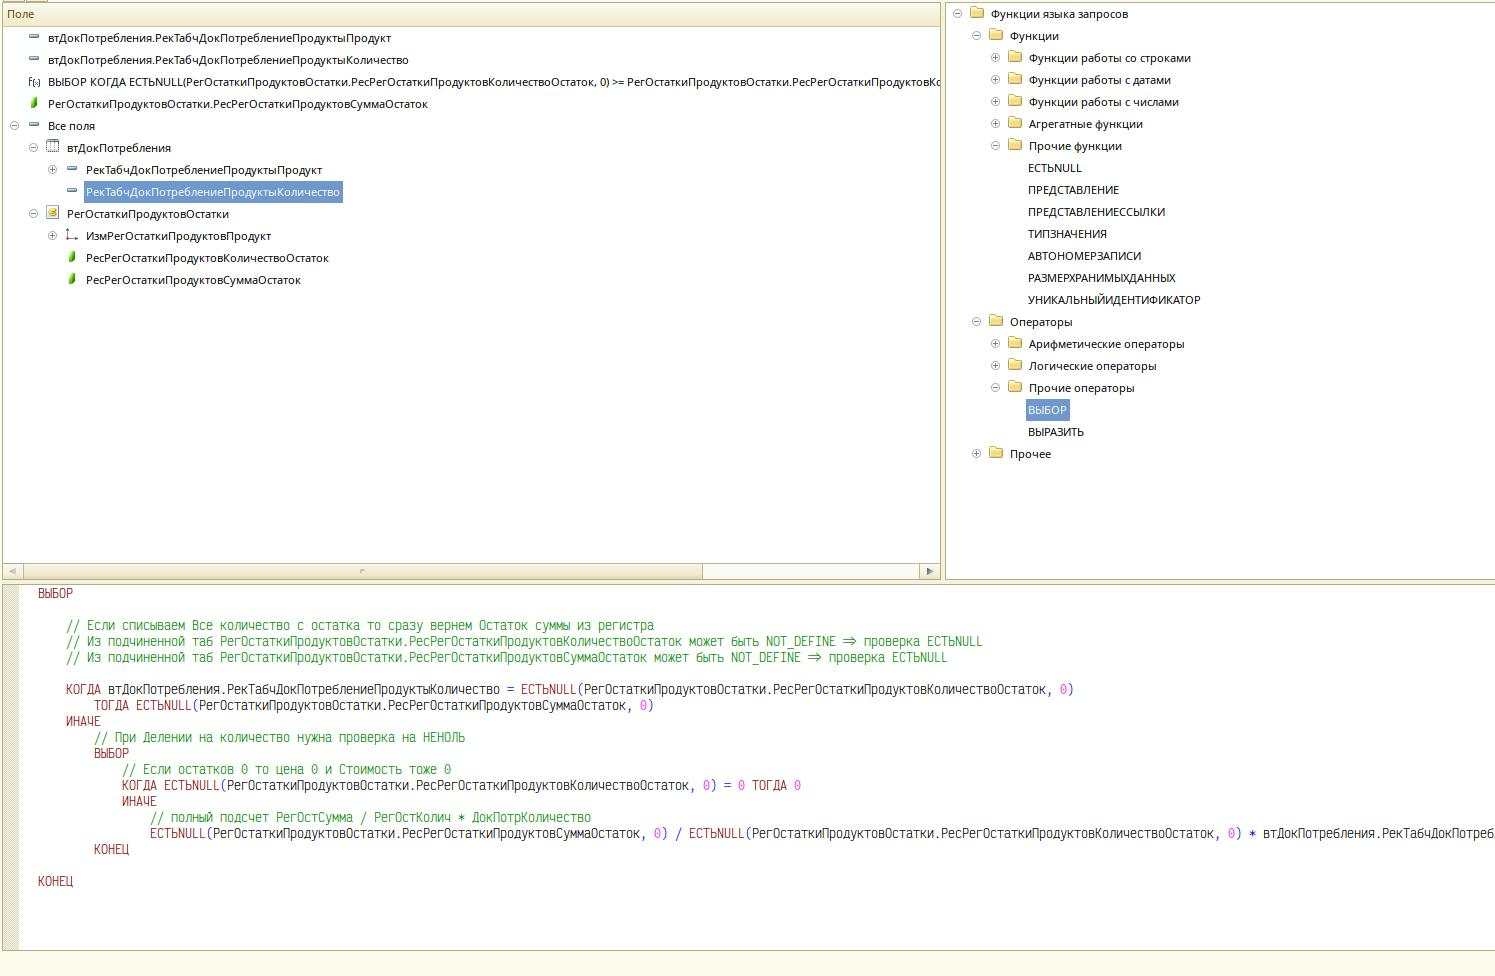 Поле
втДокПотребления.РекТабчДокПотреблениеПродуктыПродукт
втДокПотребления.РекТабчДокПотреблениеПродуктыКоличество
ВЫБОР КОГДА ЕСТЬNULL(РегОстаткиПродуктовОстатки.РесРегОстаткиПродуктовКоличествоОстаток, 0) >= РегОстаткиПродуктовОстатки.РесРегОстаткиПродуктовКо
РегОстаткиПродуктовОстатки.РесРегОстаткиПродуктовСуммаОстаток
Все поля
втДокПотребления
РекТабчДокПотреблениеПродуктыПродукт
РекТабчДокПотреблениеПродуктыКоличество
РегОстаткиПродуктовОстатки
ИзмРегОстаткиПродуктовПродукт
РесРегОстаткиПродуктовКоличествоОстаток
РесРегОстаткиПродуктовСуммаОстаток
Функции языка запросов
Функции
Функции работы со строками
Функции работы с датами
Функции работы с числами
Агрегатные функции
Прочие функции
ЕСТЬNULL
ПРЕДСТАВЛЕНИЕ
ПРЕДСТАВЛЕНИЕССЫЛКИ
ТИПЗНАЧЕНИЯ
АВТОНОМЕРЗАПИСИ
РАЗМЕРХРАНИМЫХДАННЫХ
УНИКАЛЬНЫЙИДЕНТИФИКАТОР
Операторы
Арифметические операторы
Логические операторы
Прочие операторы
ВЫБОР
ВЫРАЗИТЬ
Прочее
ВЫБОР
// Если списываем Все количество с остатка то сразу вернем Остаток суммы из регистра
// Из подчиненной таб РегОстаткиПродуктовОстатки.РесРегОстаткиПродуктовКоличествоОстаток может быть NOT_DEFINE => проверка ЕСТЬNULL
// Из подчиненной таб РегОстаткиПродуктовОстатки.РесРегОстаткиПродуктовСуммаОстаток может быть NOT_DEFINE => проверка ЕСТЬNULL
КОГДА втДокПотребления.РекТабчДокПотреблениеПродуктыКоличество = ЕСТЬNULL(РегОстаткиПродуктовОстатки.РесРегОстаткиПродуктовКоличествоОстаток, 0)
ТОГДА ЕСТЬNULL(РегОстаткиПродуктовОстатки.РесРегОстаткиПродуктовСуммаОстаток, 0)
ИНАЧЕ
// При Делении на количество нужна проверка на НЕНОЛЬ
ВЫБОР
// Если остатков 0 то цена 0 и Стоимость тоже 0
КОГДА ЕСТЬNULL(РегОстаткиПродуктовОстатки.РесРегОстаткиПродуктовКоличествоОстаток, 0) = 0 ТОГДА 0
ИНАЧЕ
// полный подсчет РегОстСумма / РегОстКолич * ДокПотрКоличество
ЕСТЬNULL(РегОстаткиПродуктовОстатки.РесРегОстаткиПродуктовСуммаОстаток, 0) / ЕСТЬNULL(РегОстаткиПродуктовОстатки.РесРегОстаткиПродуктовКоличествоОстаток, 0) * втДокПотребления.РекТабчДокПотреб
КОНЕЦ
КОНЕЦ